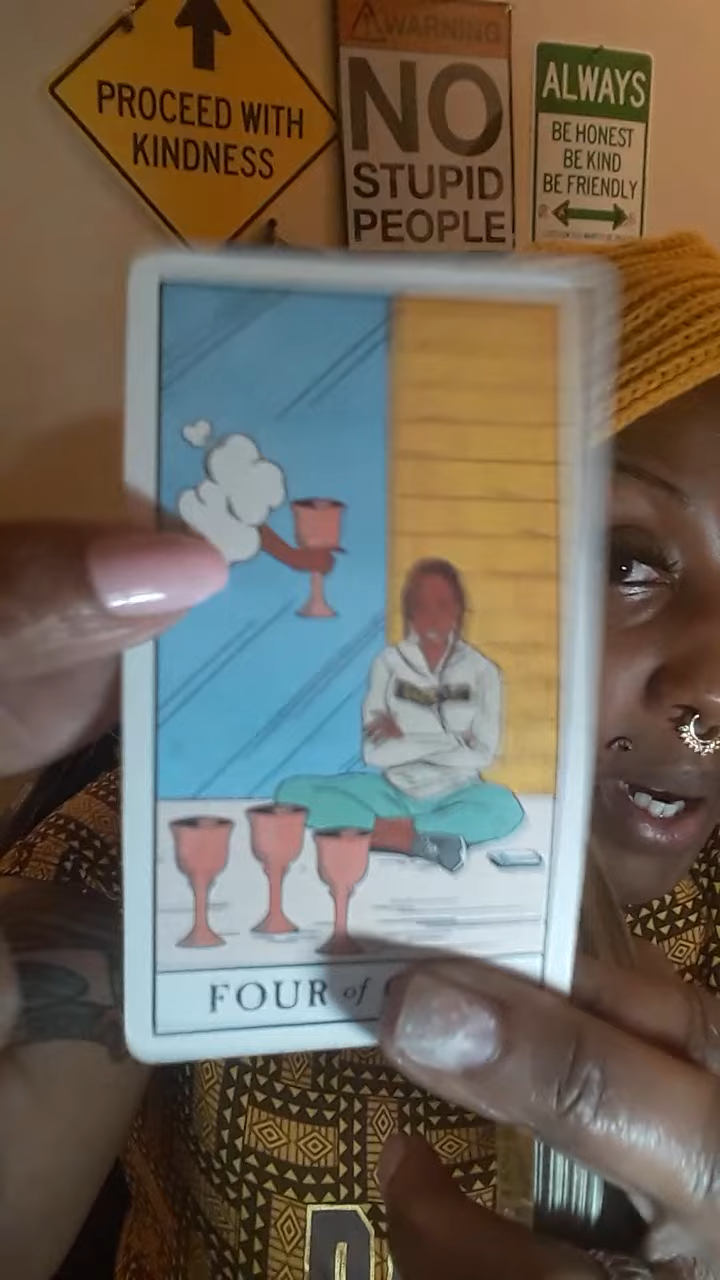 PROCEED WITH
KINDNESS
WARNING
NO
STUPID
PEOPLE
ALWAYS
BE HONEST
BE KIND
BE FRIENDLY
FOUR of